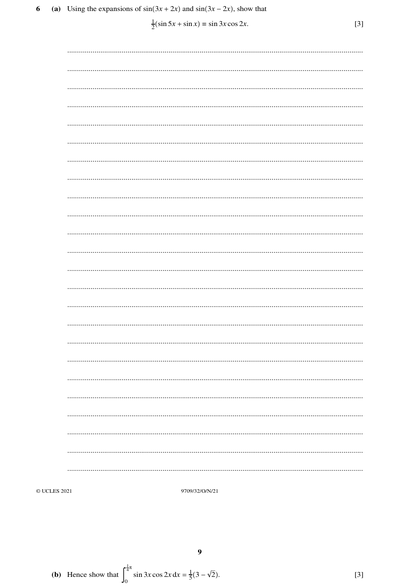 6 (a) Using the expansions of sin(3x + 2x) and sin(3x − 2x), show that
½(sin 5x + sin x) ≡ sin 3x cos 2x. [3]
© UCLES 2021 9709/32/O/N/21
9
(b) Hence show that ∫₀^{¼π} sin 3x cos 2x dx = ⅕(3 − √2). [3]